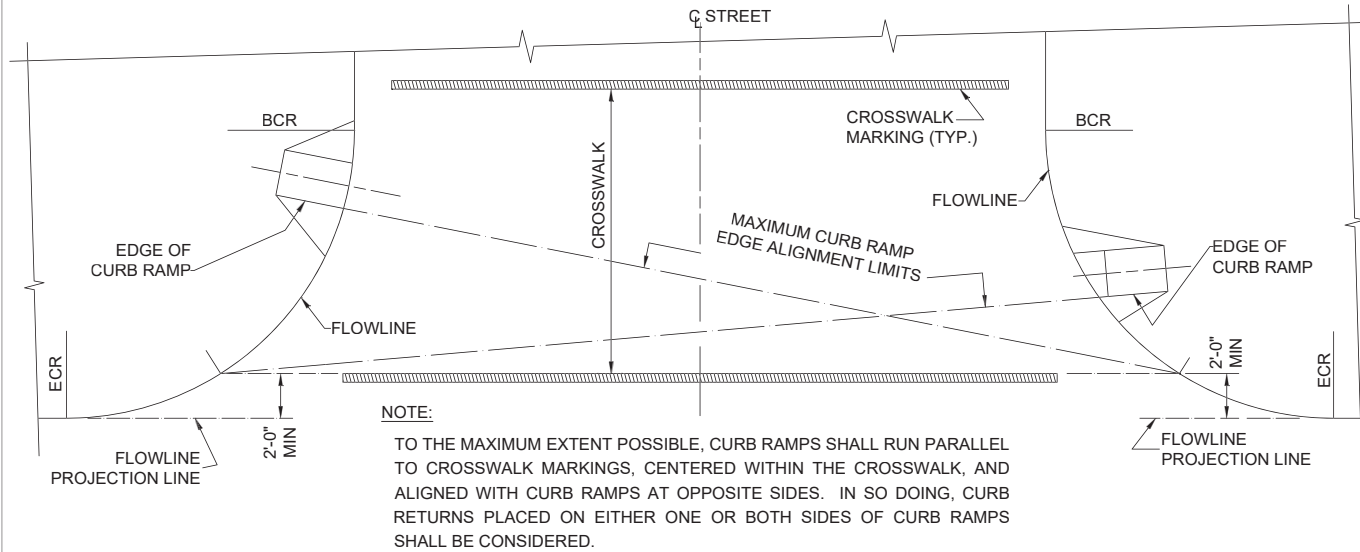 ℄ STREET
BCR
CROSSWALK
MARKING (TYP.)
BCR
CROSSWALK
FLOWLINE
MAXIMUM CURB RAMP
EDGE ALIGNMENT LIMITS
EDGE OF
CURB RAMP
EDGE OF
CURB RAMP
FLOWLINE
ECR
2'-0"
MIN
FLOWLINE
PROJECTION LINE
2'-0"
MIN
ECR
FLOWLINE
PROJECTION LINE
NOTE:
TO THE MAXIMUM EXTENT POSSIBLE, CURB RAMPS SHALL RUN PARALLEL
TO CROSSWALK MARKINGS, CENTERED WITHIN THE CROSSWALK, AND
ALIGNED WITH CURB RAMPS AT OPPOSITE SIDES. IN SO DOING, CURB
RETURNS PLACED ON EITHER ONE OR BOTH SIDES OF CURB RAMPS
SHALL BE CONSIDERED.